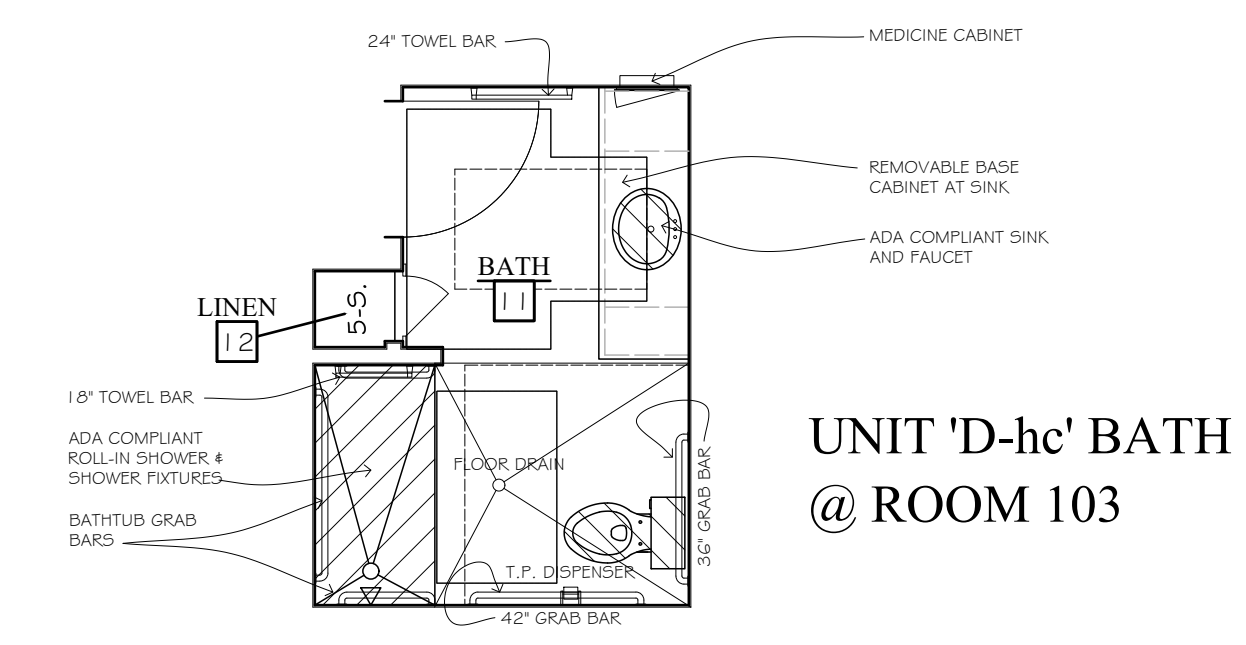 24" TOWEL BAR
MEDICINE CABINET
REMOVABLE BASE
CABINET AT SINK
ADA COMPLIANT SINK
AND FAUCET
BATH
11
LINEN
12
5-S.
18" TOWEL BAR
ADA COMPLIANT
ROLL-IN SHOWER &
SHOWER FIXTURES
BATHTUB GRAB
BARS
FLOOR DRAIN
36" GRAB BAR
T.P. DISPENSER
42" GRAB BAR
UNIT 'D-hc' BATH
@ ROOM 103